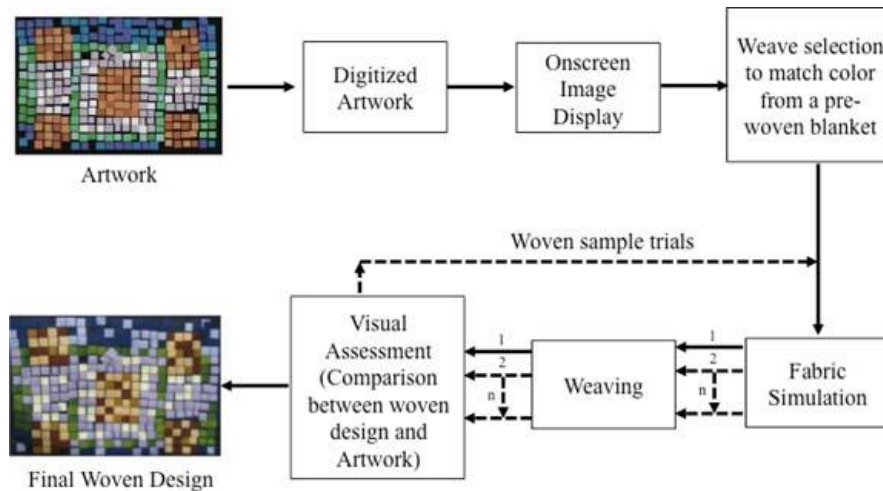 Artwork
Digitized
Artwork
Onscreen
Image
Display
Weave selection
to match color
from a pre-
woven blanket
Woven sample trials
Visual
Assessment
(Comparison
between woven
design and
Artwork)
1
2
n
Weaving
1
2
n
Fabric
Simulation
Final Woven Design